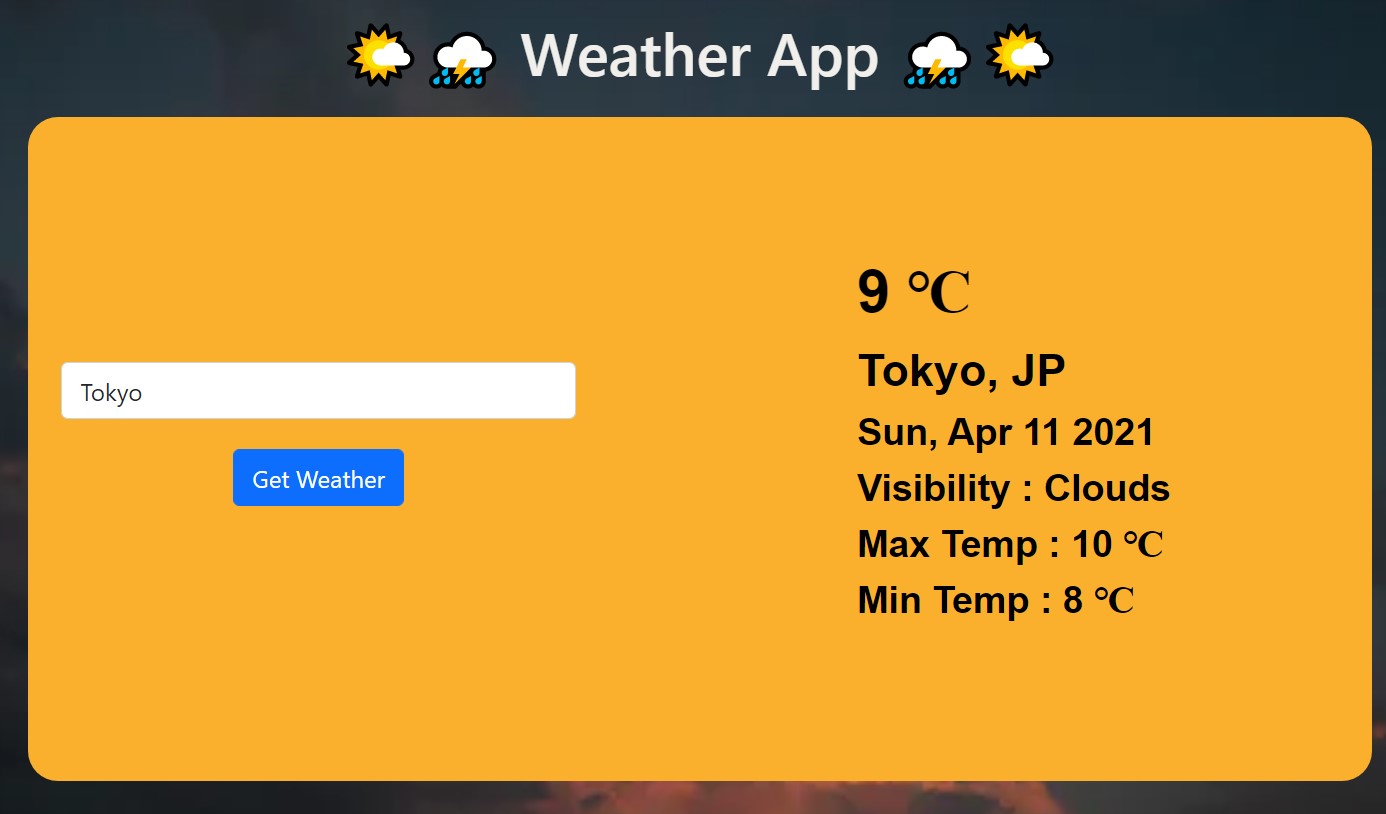 Weather App
Tokyo
Get Weather
9 ℃
Tokyo, JP
Sun, Apr 11 2021
Visibility : Clouds
Max Temp : 10 ℃
Min Temp : 8 ℃